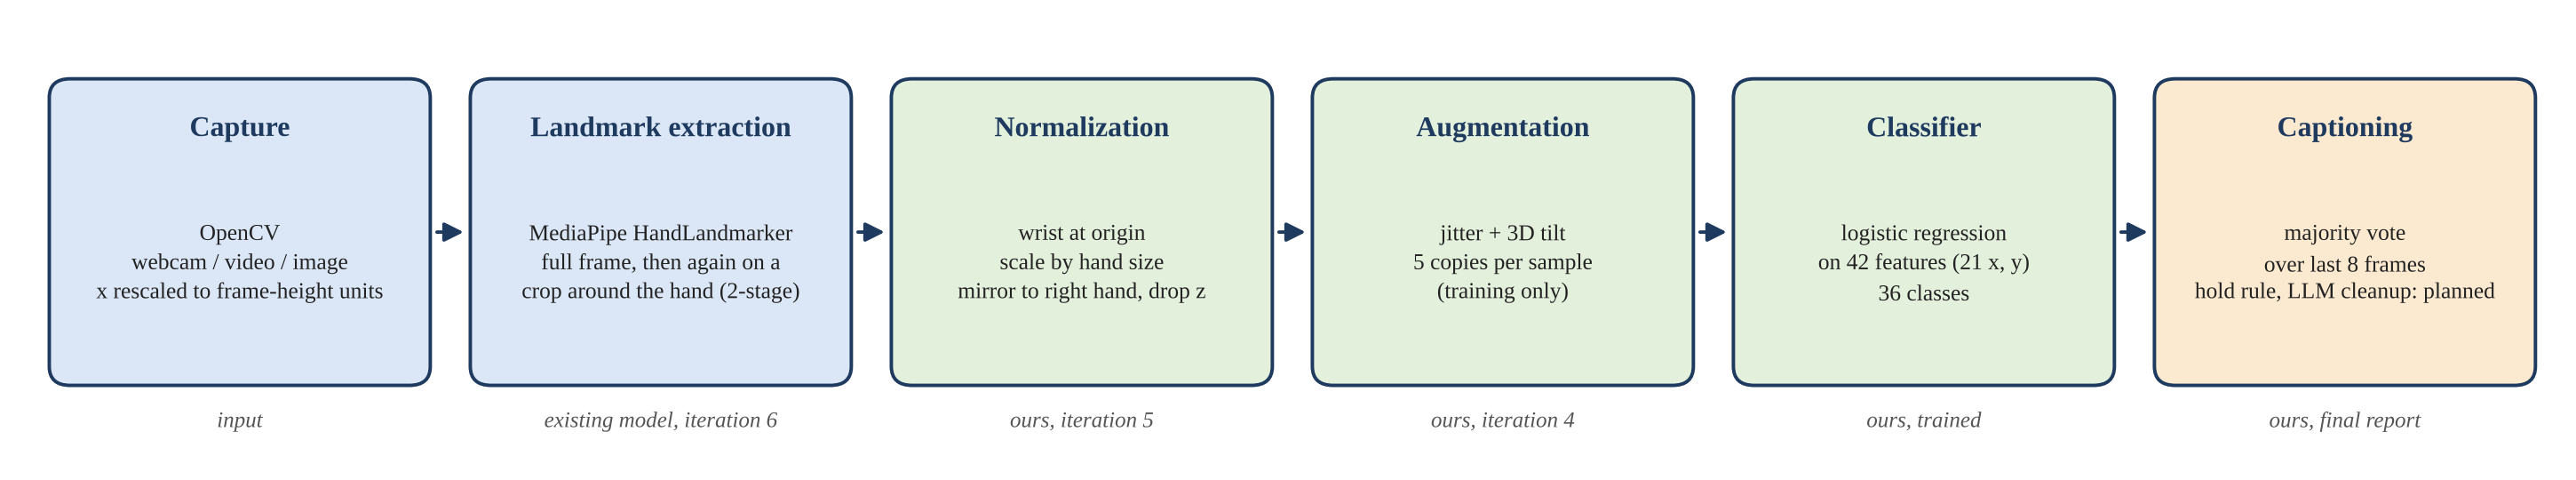 Capture
OpenCV
webcam / video / image
x rescaled to frame-height units
input
Landmark extraction
MediaPipe HandLandmarker
full frame, then again on a
crop around the hand (2-stage)
existing model, iteration 6
Normalization
wrist at origin
scale by hand size
mirror to right hand, drop z
ours, iteration 5
Augmentation
jitter + 3D tilt
5 copies per sample
(training only)
ours, iteration 4
Classifier
logistic regression
on 42 features (21 x, y)
36 classes
ours, trained
Captioning
majority vote
over last 8 frames
hold rule, LLM cleanup: planned
ours, final report